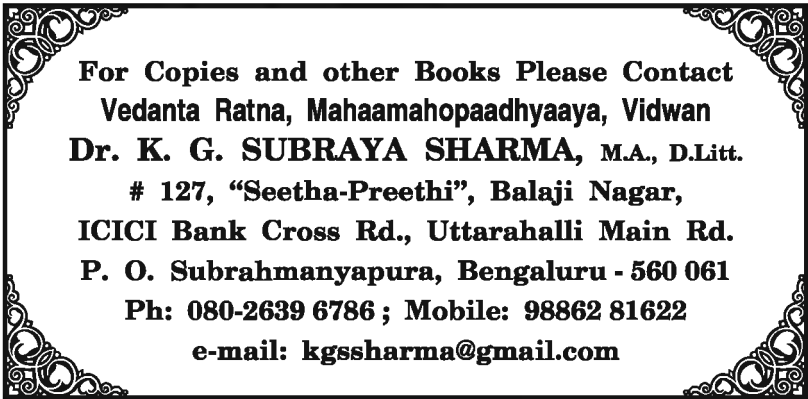 For Copies and other Books Please Contact
Vedanta Ratna, Mahaamahopaadhyaaya, Vidwan
Dr. K. G. SUBRAYA SHARMA, M.A., D.Litt.
# 127, “Seetha-Preethi”, Balaji Nagar,
ICICI Bank Cross Rd., Uttarahalli Main Rd.
P. O. Subrahmanyapura, Bengaluru - 560 061
Ph: 080-2639 6786 ; Mobile: 98862 81622
e-mail: kgssharma@gmail.com